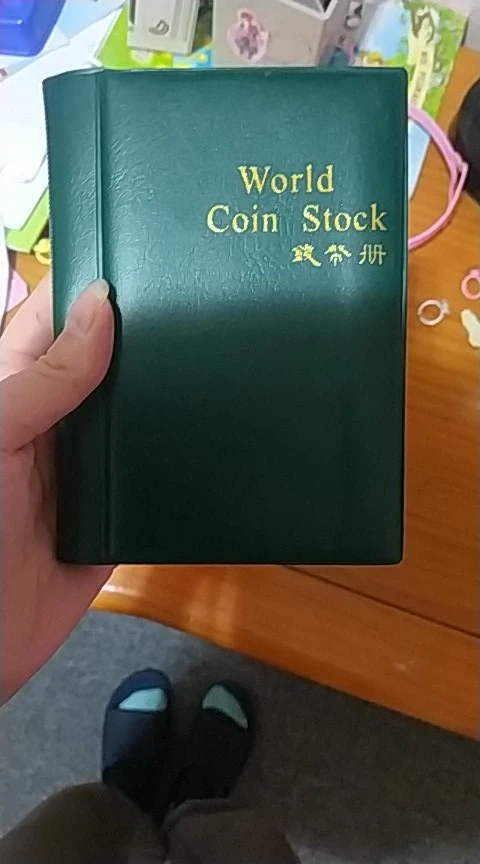 World
Coin Stock
錢幣册